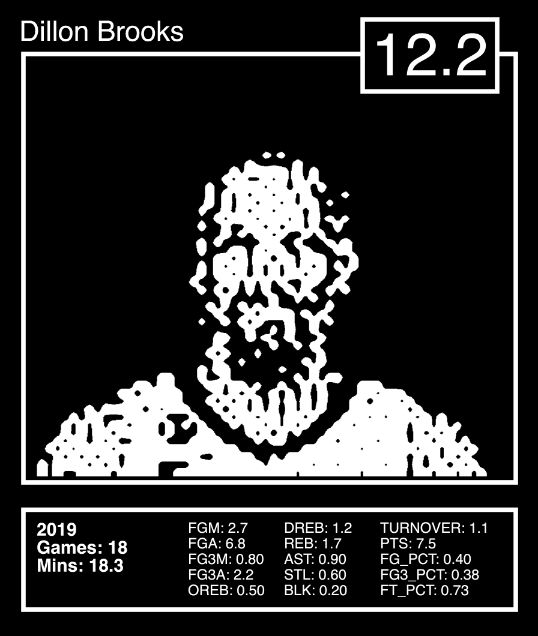 Dillon Brooks
12.2
2019
Games: 18
Mins: 18.3
FGM: 2.7
FGA: 6.8
FG3M: 0.80
FG3A: 2.2
OREB: 0.50
DREB: 1.2
REB: 1.7
AST: 0.90
STL: 0.60
BLK: 0.20
TURNOVER: 1.1
PTS: 7.5
FG_PCT: 0.40
FG3_PCT: 0.38
FT_PCT: 0.73